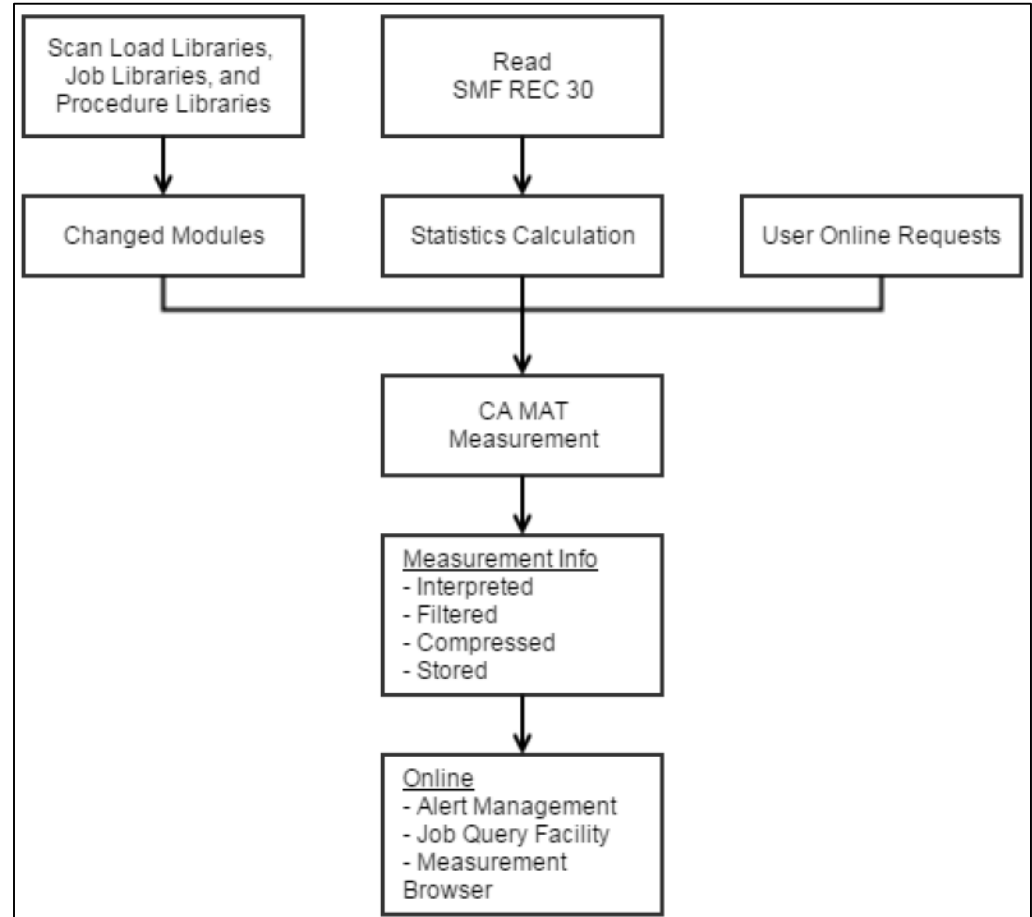 Scan Load Libraries,
Job Libraries, and
Procedure Libraries
Read
SMF REC 30
Changed Modules
Statistics Calculation
User Online Requests
CA MAT
Measurement
Measurement Info
- Interpreted
- Filtered
- Compressed
- Stored
Online
- Alert Management
- Job Query Facility
- Measurement
Browser